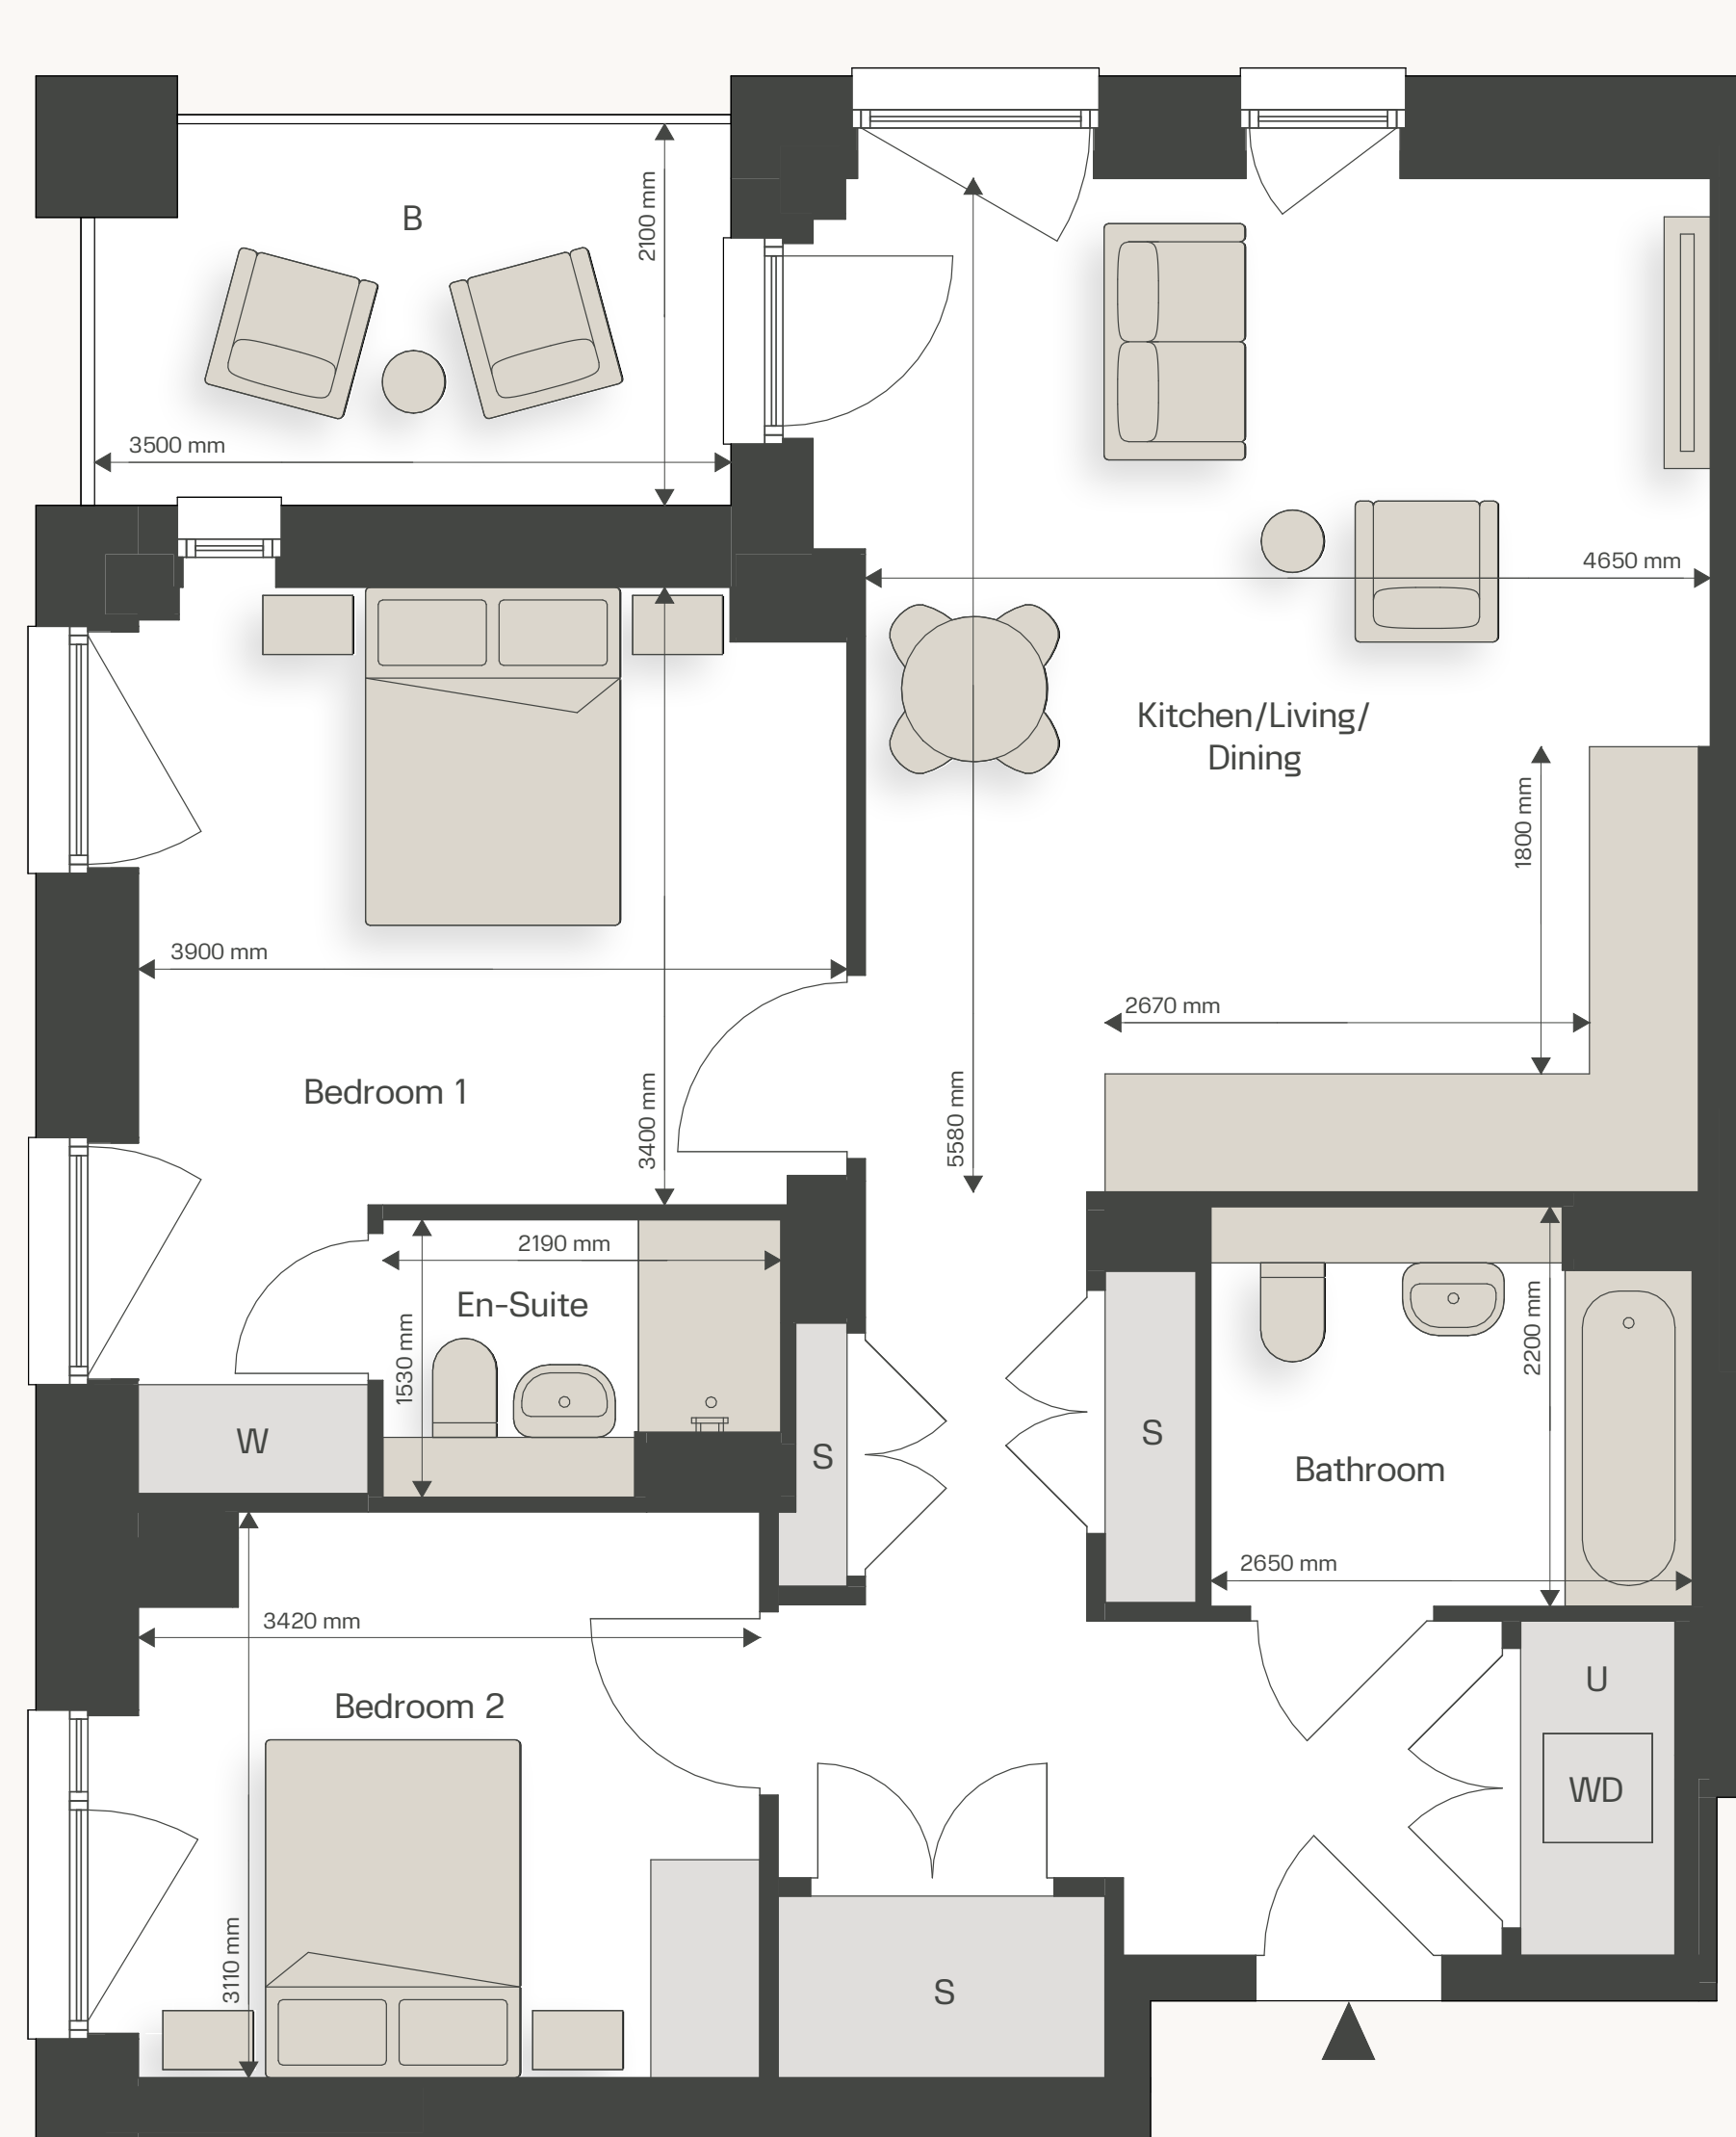 B
2100 mm
3500 mm
4650 mm
Kitchen/Living/
Dining
1800 mm
3900 mm
2670 mm
Bedroom 1
3400 mm
5580 mm
2190 mm
En-Suite
1530 mm
2200 mm
W
S
S
Bathroom
2650 mm
3420 mm
Bedroom 2
U
WD
3110 mm
S